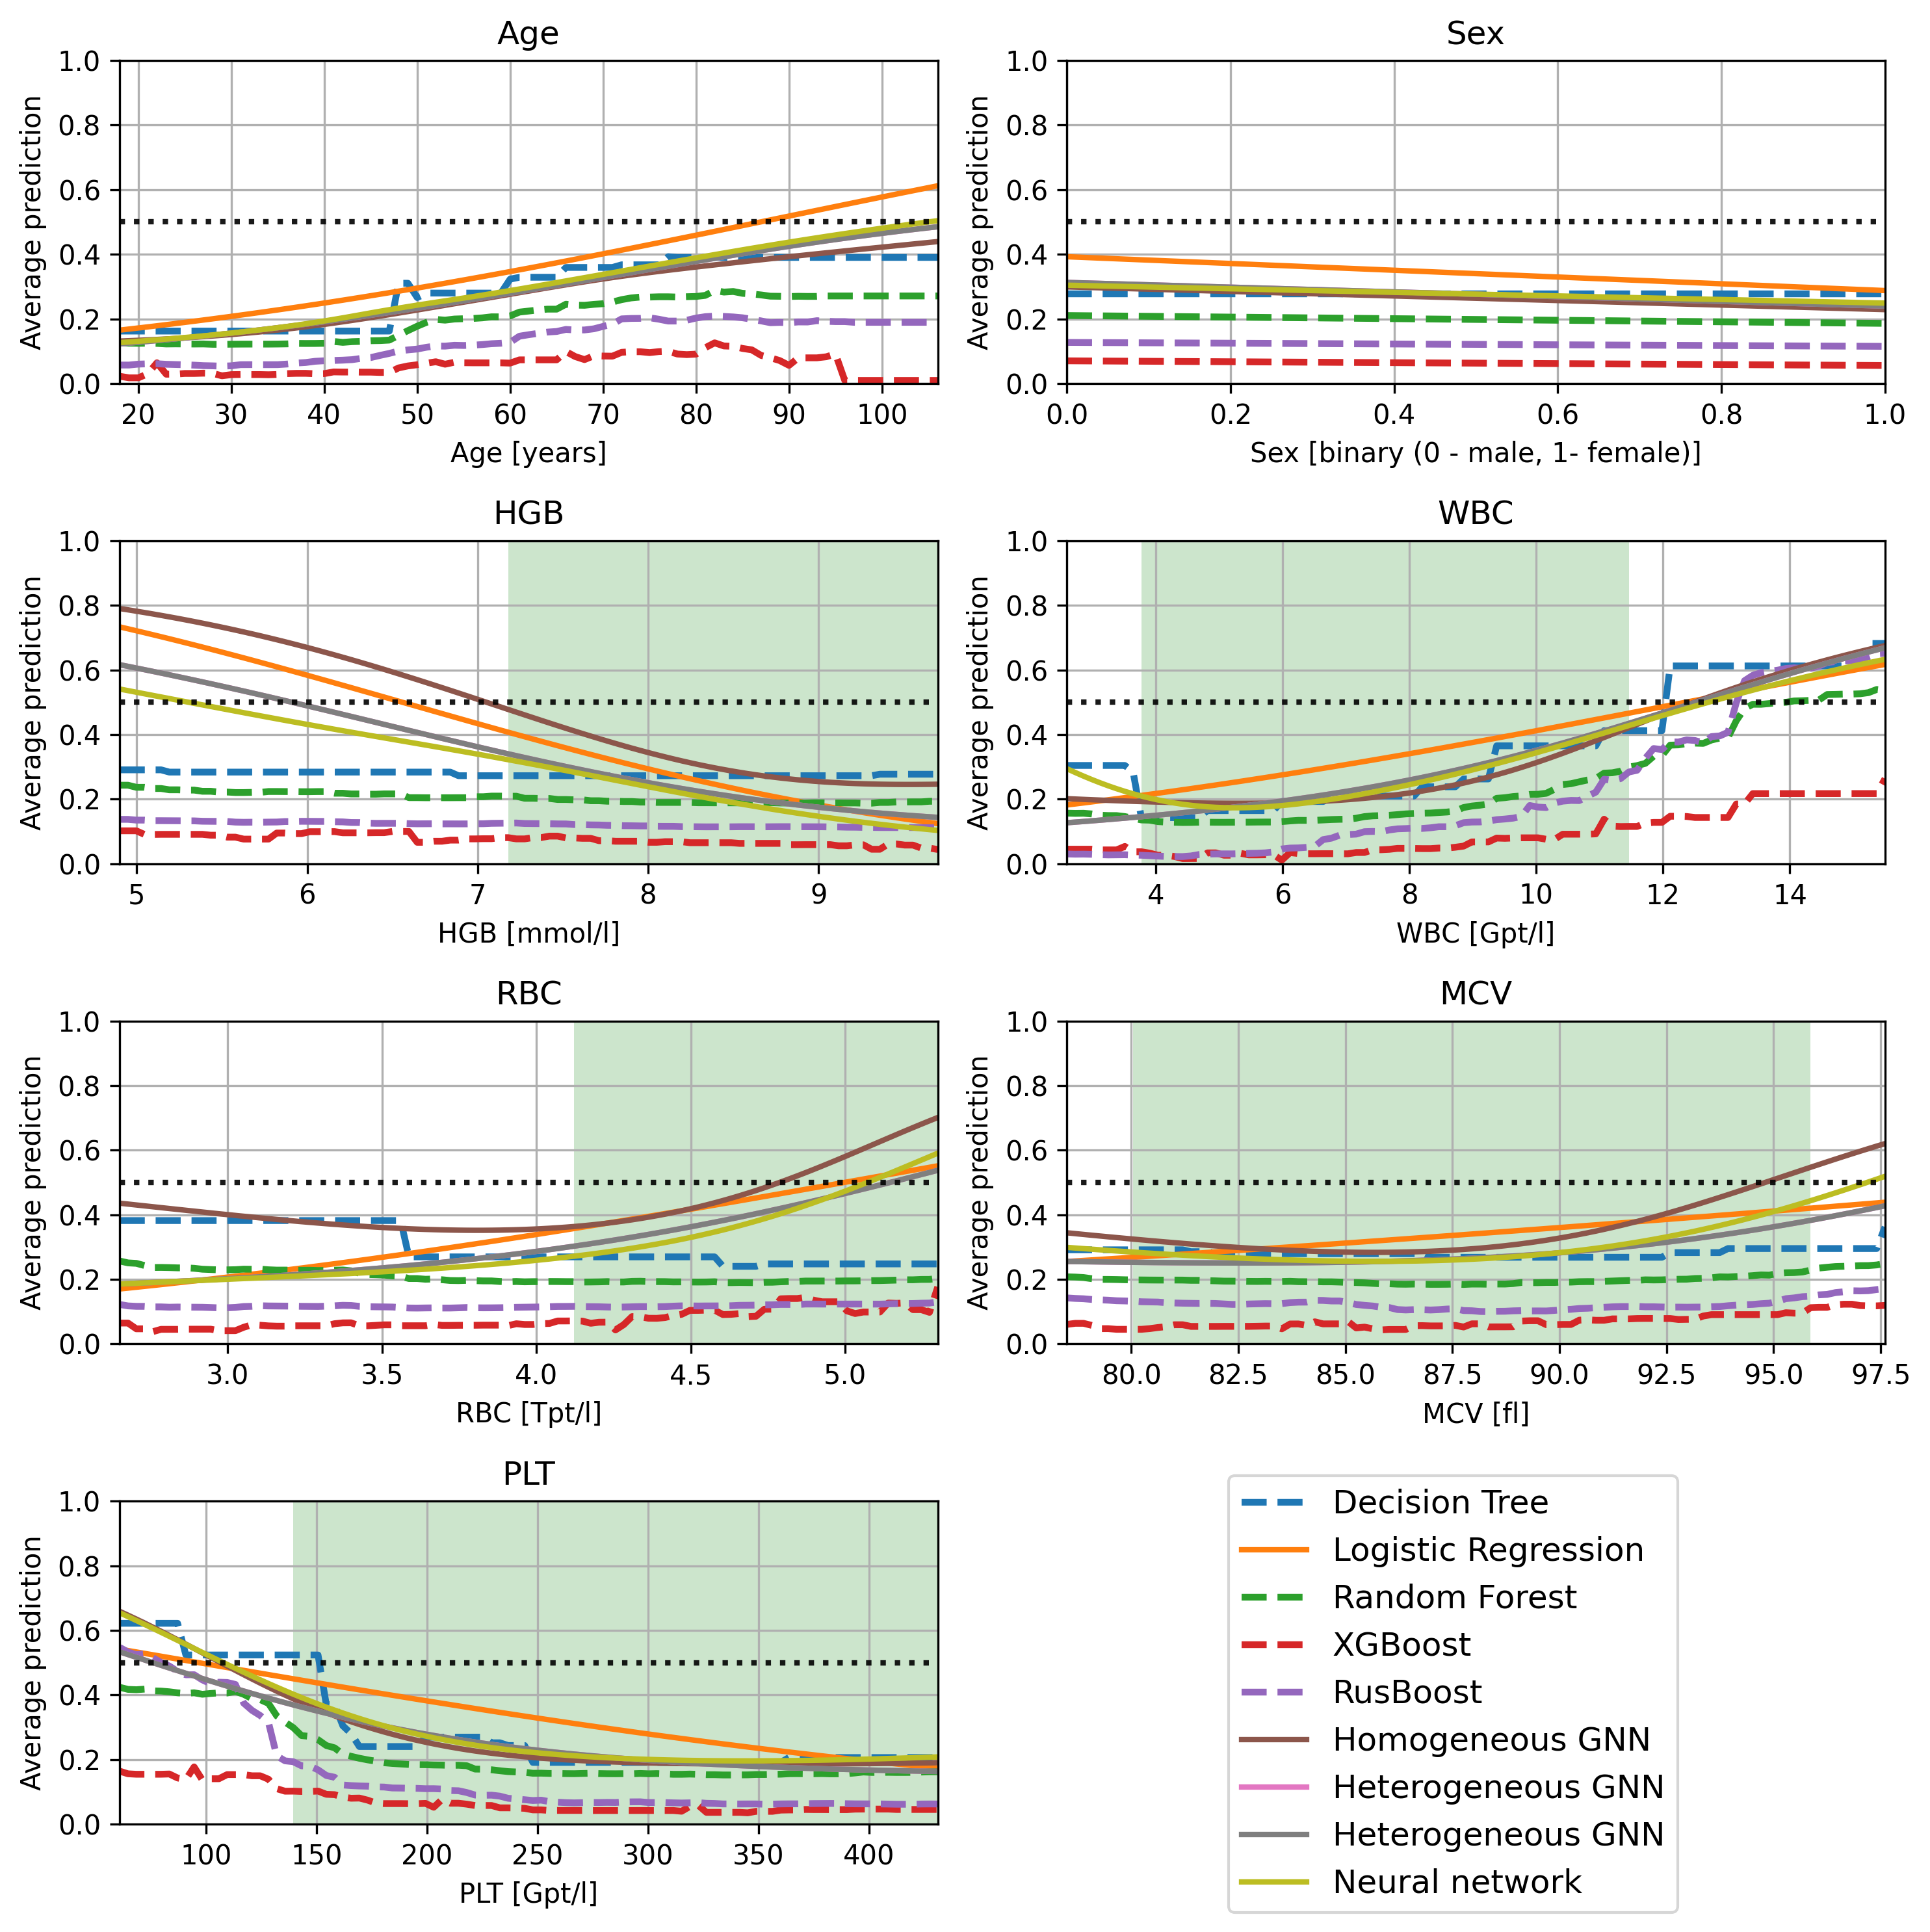 Age
Average prediction
1.0
0.8
0.6
0.4
0.2
0.0
20 30 40 50 60 70 80 90 100
Age [years]
Sex
Average prediction
1.0
0.8
0.6
0.4
0.2
0.0
0.0 0.2 0.4 0.6 0.8 1.0
Sex [binary (0 - male, 1- female)]
HGB
Average prediction
1.0
0.8
0.6
0.4
0.2
0.0
5 6 7 8 9
HGB [mmol/l]
WBC
Average prediction
1.0
0.8
0.6
0.4
0.2
0.0
4 6 8 10 12 14
WBC [Gpt/l]
RBC
Average prediction
1.0
0.8
0.6
0.4
0.2
0.0
3.0 3.5 4.0 4.5 5.0
RBC [Tpt/l]
MCV
Average prediction
1.0
0.8
0.6
0.4
0.2
0.0
80.0 82.5 85.0 87.5 90.0 92.5 95.0 97.5
MCV [fl]
PLT
Average prediction
1.0
0.8
0.6
0.4
0.2
0.0
100 150 200 250 300 350 400
PLT [Gpt/l]
Decision Tree
Logistic Regression
Random Forest
XGBoost
RusBoost
Homogeneous GNN
Heterogeneous GNN
Heterogeneous GNN
Neural network